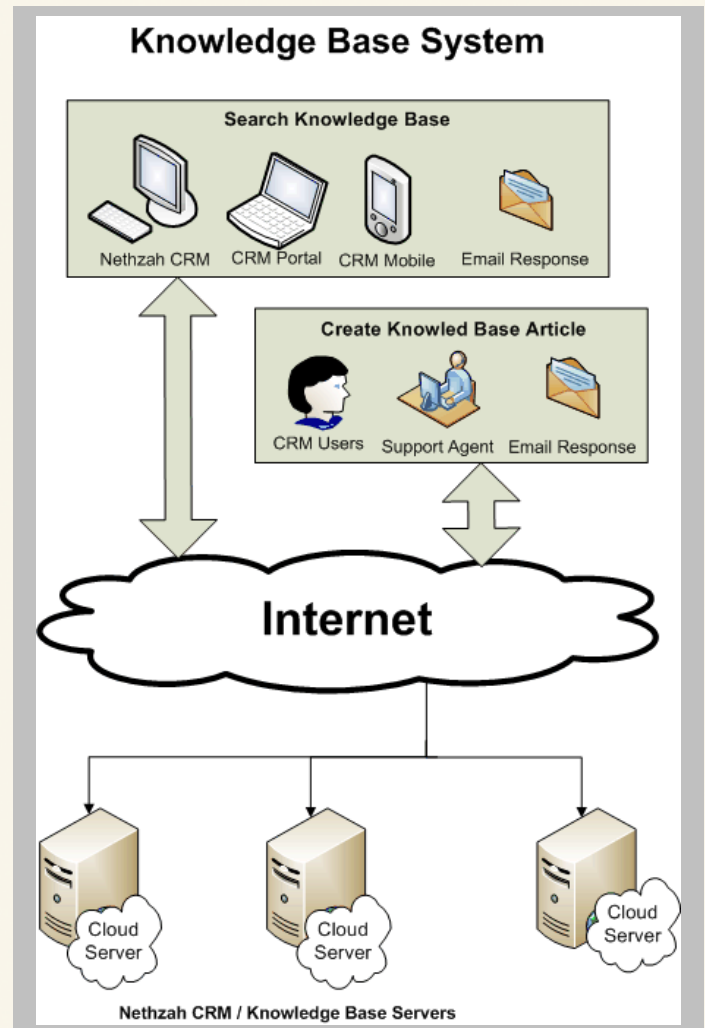 Knowledge Base System
Search Knowledge Base
Nethzah CRM
CRM Portal
CRM Mobile
Email Response
Create Knowled Base Article
CRM Users
Support Agent
Email Response
Internet
Cloud
Server
Cloud
Server
Cloud
Server
Nethzah CRM / Knowledge Base Servers